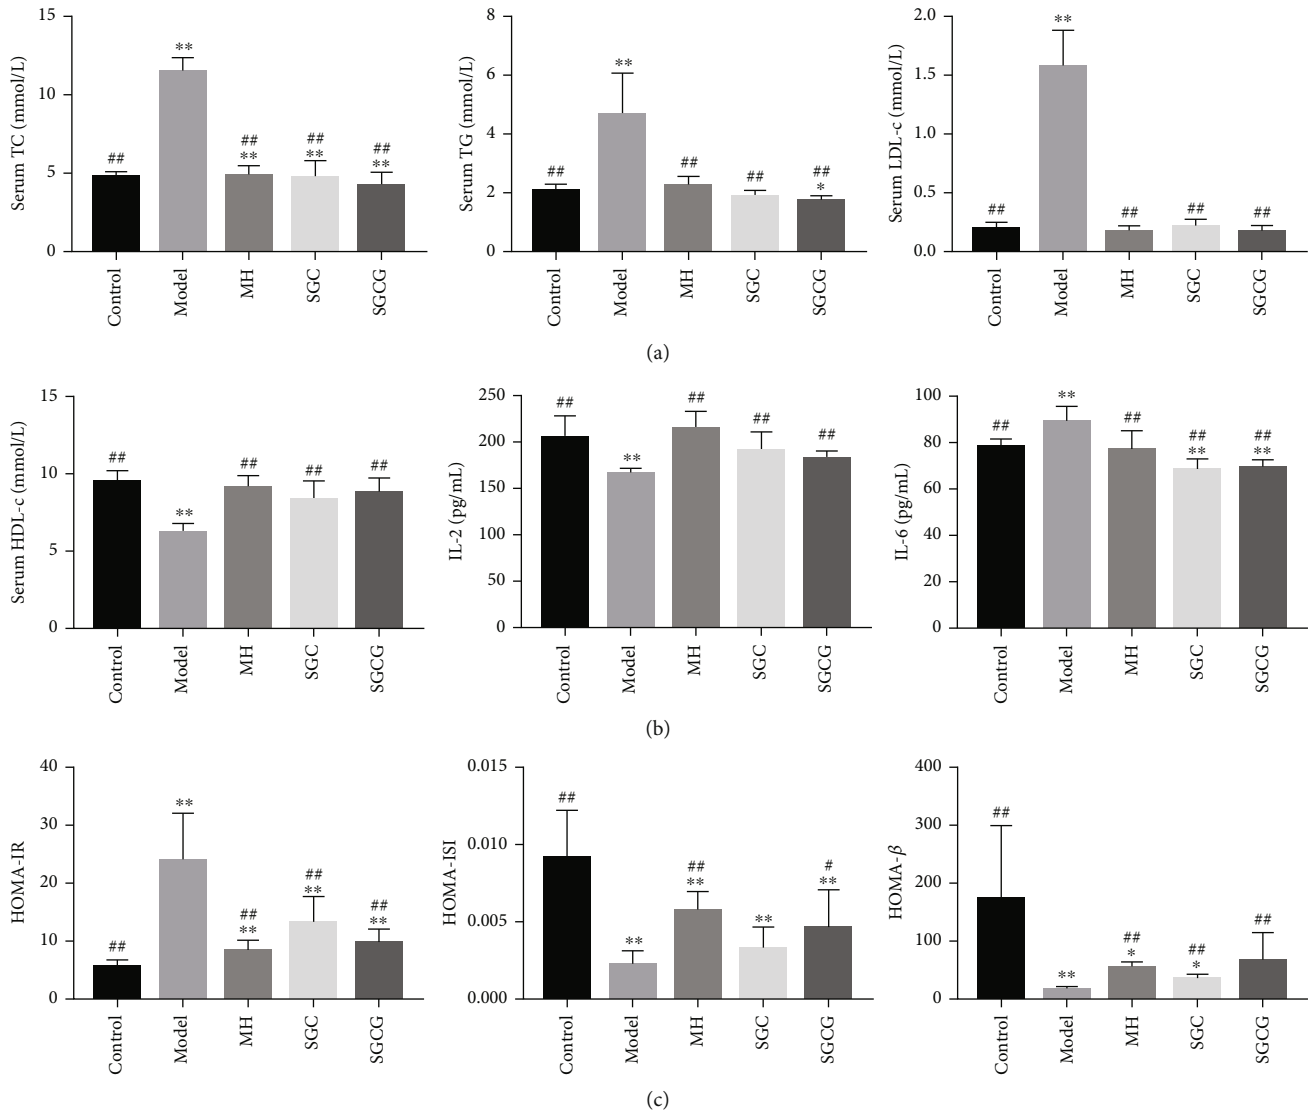 Serum TC (mmol/L)
15
10
5
0
**
##
##
**
##
**
##
**
Control
Model
MH
SGC
SGCG
Serum TG (mmol/L)
8
6
4
2
0
**
##
##
##
##
*
Control
Model
MH
SGC
SGCG
Serum LDL-c (mmol/L)
2.0
1.5
1.0
0.5
0.0
**
##
##
##
##
Control
Model
MH
SGC
SGCG
(a)
Serum HDL-c (mmol/L)
15
10
5
0
##
**
##
##
##
Control
Model
MH
SGC
SGCG
IL-2 (pg/mL)
250
200
150
100
50
0
##
**
##
##
##
Control
Model
MH
SGC
SGCG
IL-6 (pg/mL)
100
80
60
40
20
0
##
**
##
##
**
##
**
Control
Model
MH
SGC
SGCG
(b)
HOMA-IR
40
30
20
10
0
##
**
##
**
##
**
##
**
Control
Model
MH
SGC
SGCG
HOMA-ISI
0.015
0.010
0.005
0.000
##
**
##
**
**
#
**
Control
Model
MH
SGC
SGCG
HOMA-β
400
300
200
100
0
##
**
##
*
##
*
##
Control
Model
MH
SGC
SGCG
(c)